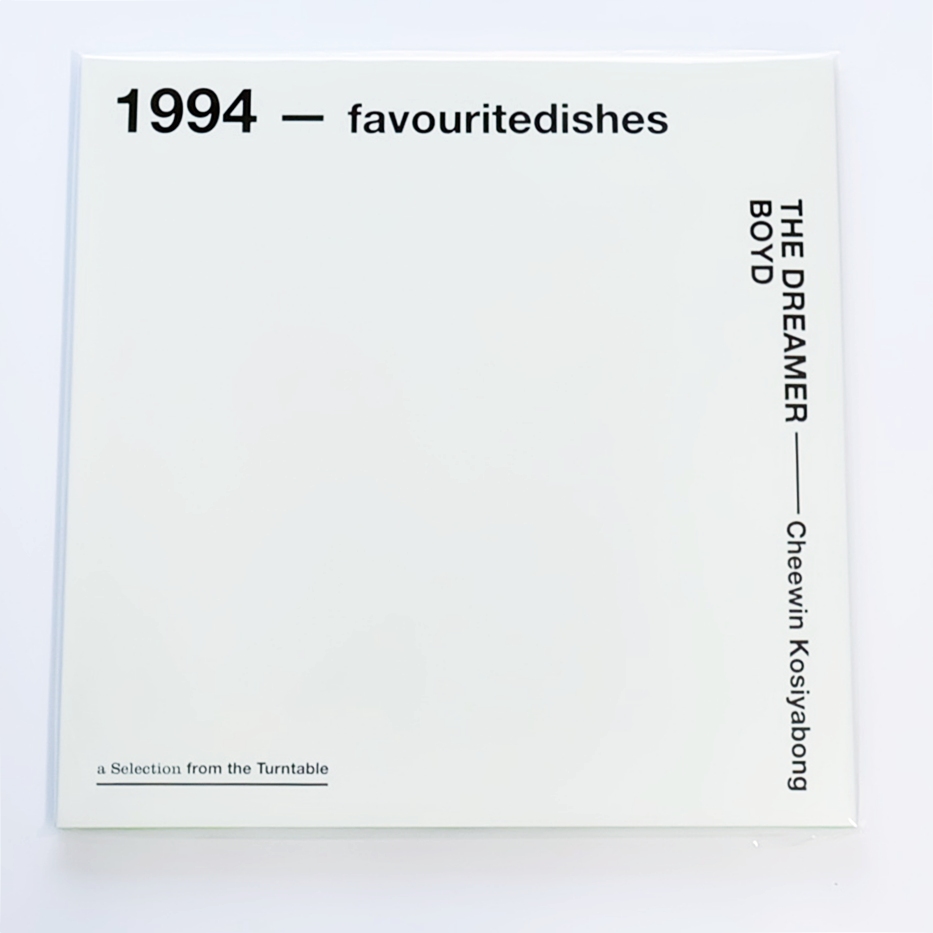 1994 — favouritedishes
THE DREAMER — Cheewin Kosiyabong
BOYD
a Selection from the Turntable